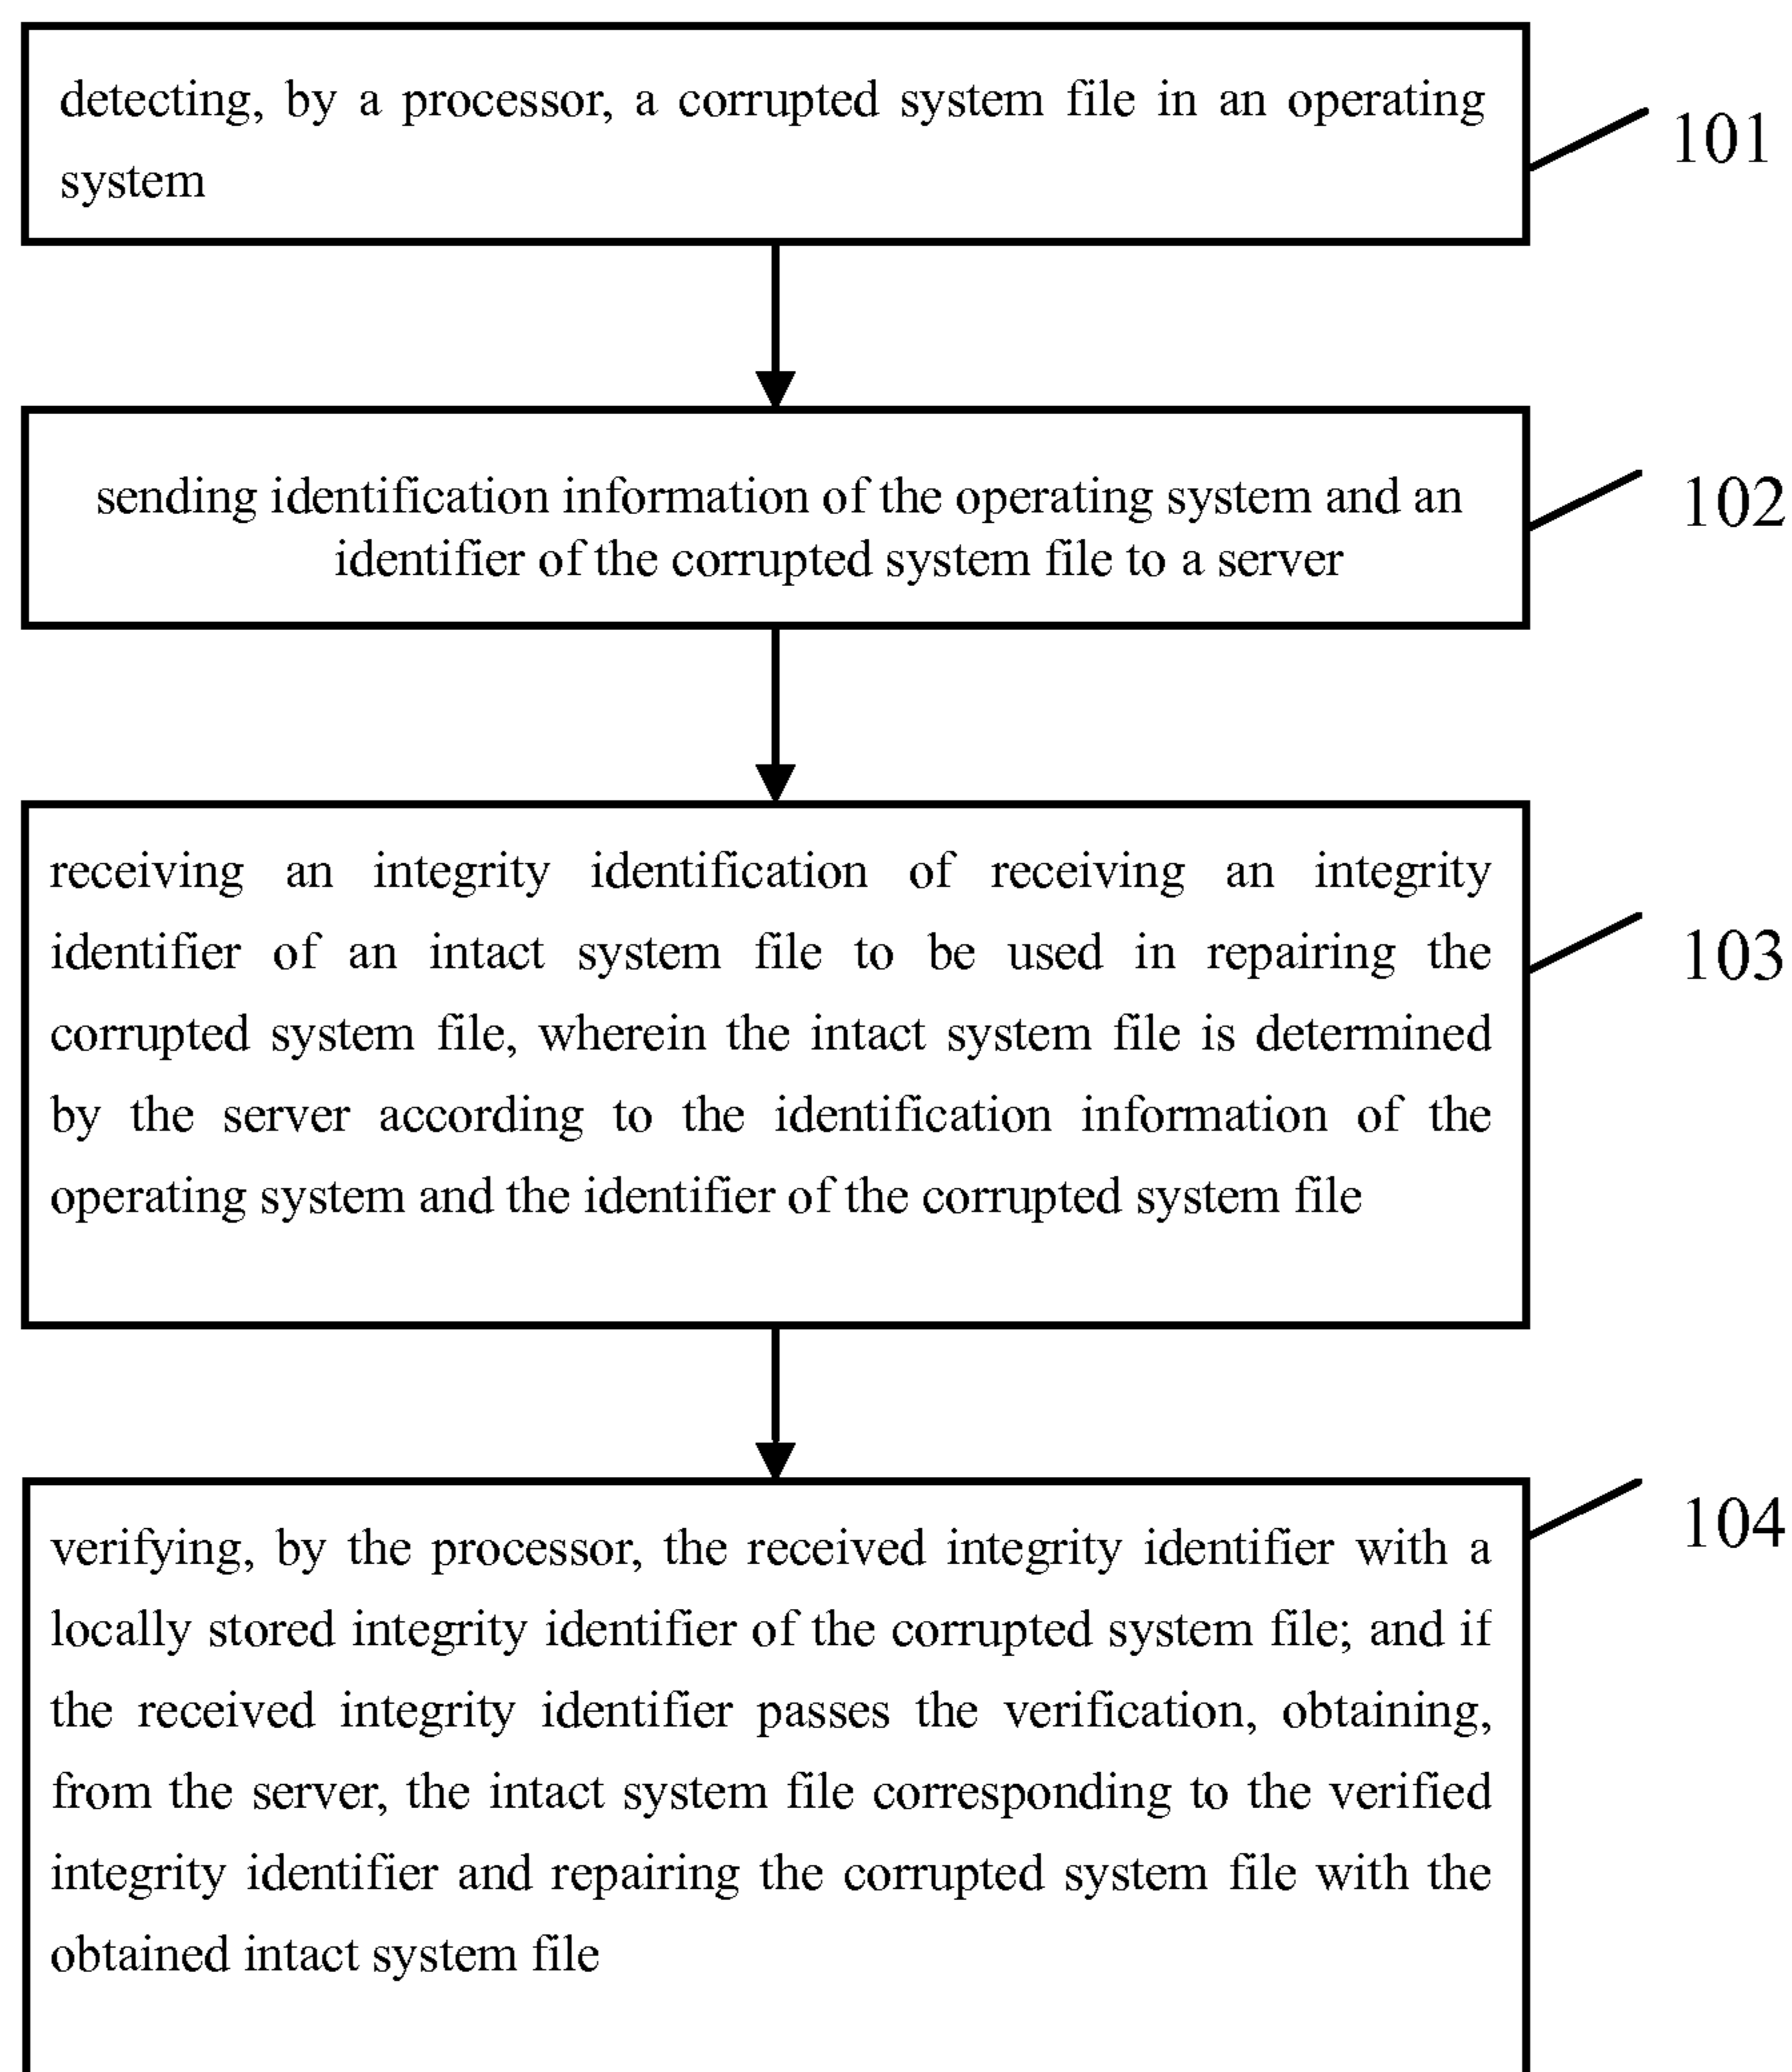 detecting, by a processor, a corrupted system file in an operating
system
101
sending identification information of the operating system and an
identifier of the corrupted system file to a server
102
receiving an integrity identification of receiving an integrity
identifier of an intact system file to be used in repairing the
corrupted system file, wherein the intact system file is determined
by the server according to the identification information of the
operating system and the identifier of the corrupted system file
103
verifying, by the processor, the received integrity identifier with a
locally stored integrity identifier of the corrupted system file; and if
the received integrity identifier passes the verification, obtaining,
from the server, the intact system file corresponding to the verified
integrity identifier and repairing the corrupted system file with the
obtained intact system file
104